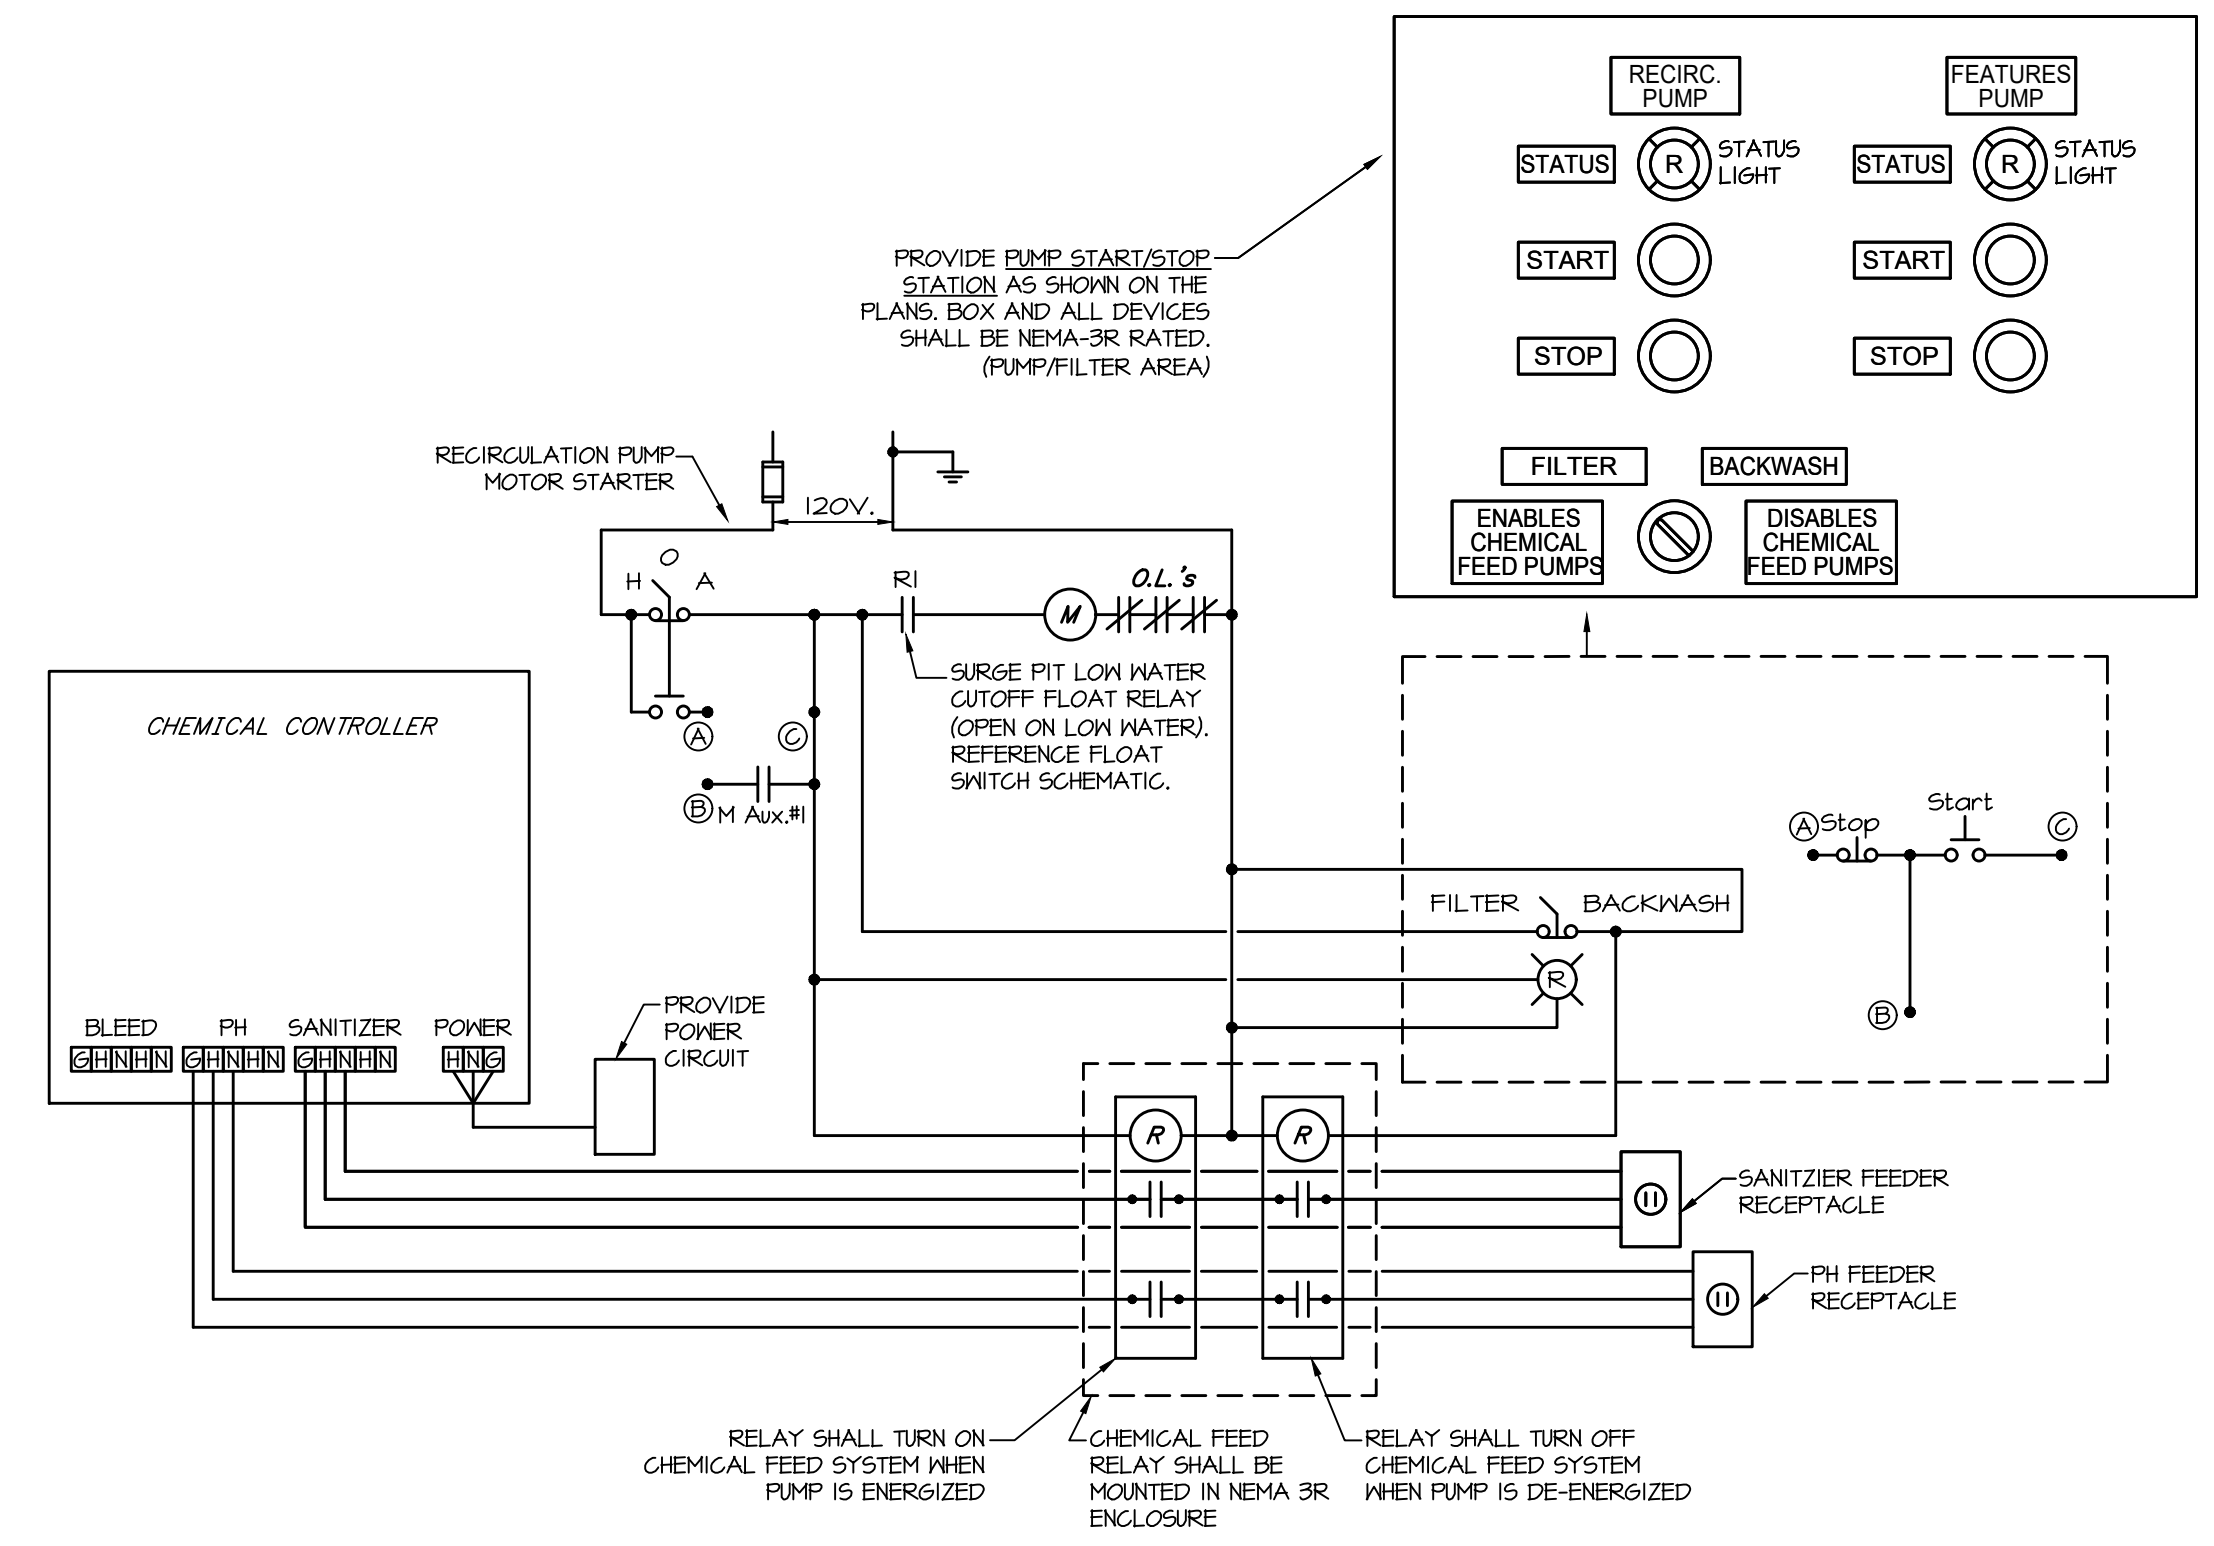 RECIRC.
PUMP
FEATURES
PUMP
STATUS
R
STATUS
LIGHT
STATUS
R
STATUS
LIGHT
START
START
STOP
STOP
FILTER
BACKWASH
ENABLES
CHEMICAL
FEED PUMPS
DISABLES
CHEMICAL
FEED PUMPS
PROVIDE PUMP START/STOP
STATION AS SHOWN ON THE
PLANS. BOX AND ALL DEVICES
SHALL BE NEMA-3R RATED.
(PUMP/FILTER AREA)
RECIRCULATION PUMP
MOTOR STARTER
120V.
H
O
A
R1
M
O.L.'s
SURGE PIT LOW WATER
CUTOFF FLOAT RELAY
(OPEN ON LOW WATER).
REFERENCE FLOAT
SWITCH SCHEMATIC.
A
C
B
M Aux.#1
CHEMICAL CONTROLLER
BLEED
PH
SANITIZER
POWER
GHNHN
GHNHN
GHNHN
HNG
PROVIDE
POWER
CIRCUIT
A
Stop
Start
C
B
FILTER
BACKWASH
R
R
R
SANITZIER FEEDER
RECEPTACLE
PH FEEDER
RECEPTACLE
RELAY SHALL TURN ON
CHEMICAL FEED SYSTEM WHEN
PUMP IS ENERGIZED
CHEMICAL FEED
RELAY SHALL BE
MOUNTED IN NEMA 3R
ENCLOSURE
RELAY SHALL TURN OFF
CHEMICAL FEED SYSTEM
WHEN PUMP IS DE-ENERGIZED